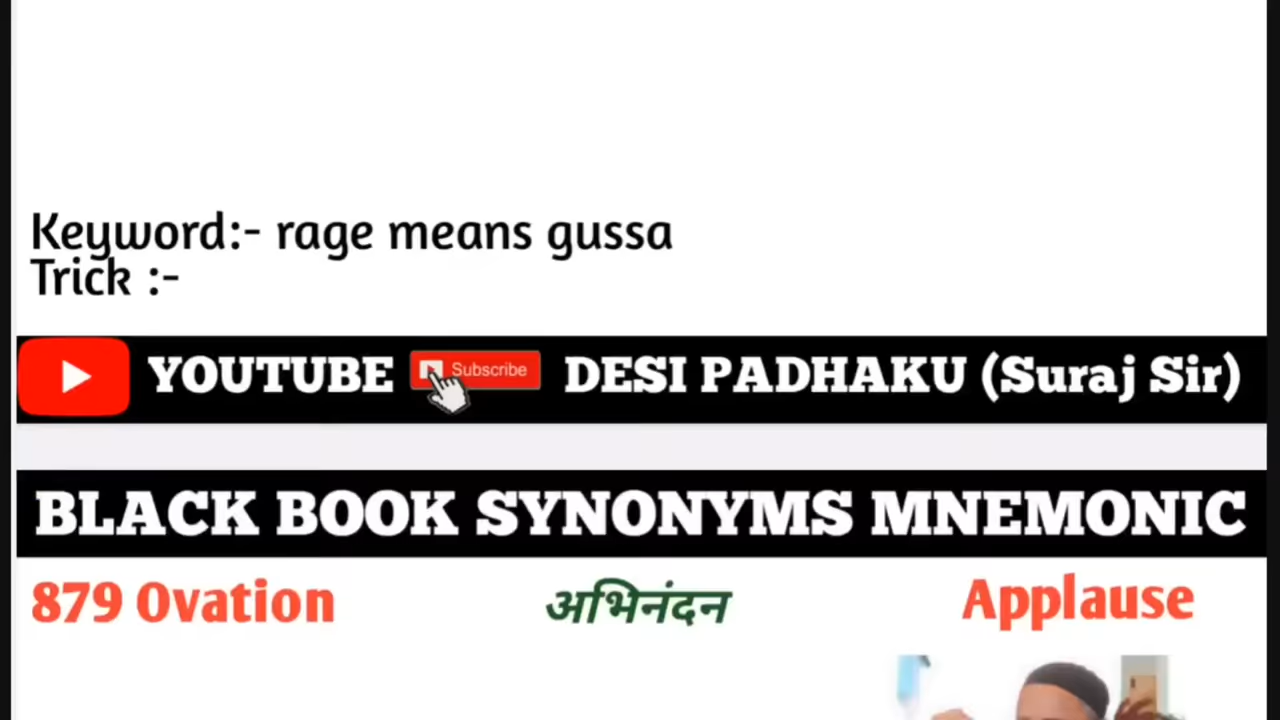 Keyword:- rage means gussa
Trick :-
YOUTUBE Subscribe DESI PADHAKU (Suraj Sir)
BLACK BOOK SYNONYMS MNEMONIC
879 Ovation अभिनंदन Applause